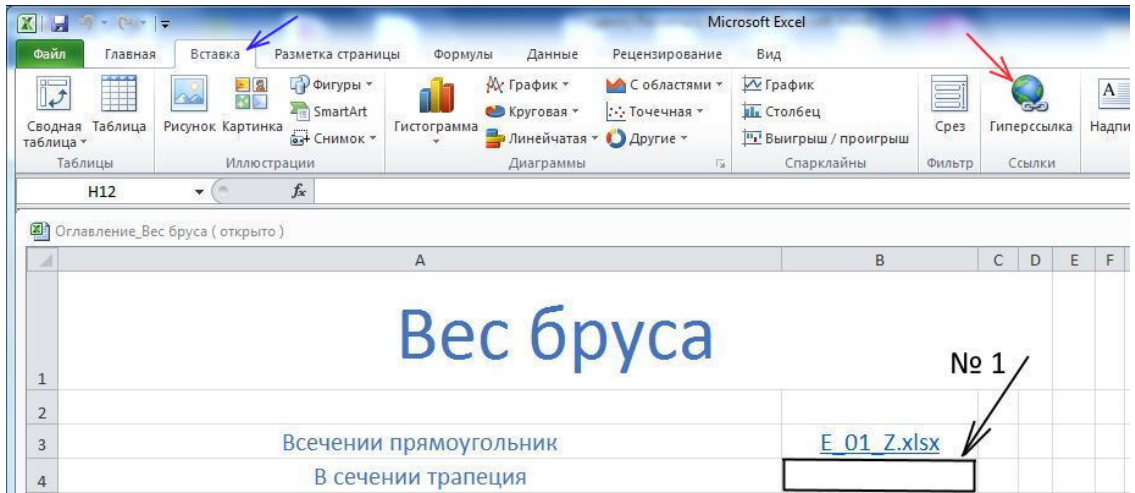 Microsoft Excel
Файл Главная Вставка Разметка страницы Формулы Данные Рецензирование Вид
Сводная таблица Таблица Рисунок Картинка Фигуры SmartArt Снимок Гистограмма График Круговая Линейчатая С областями Точечная Другие График Столбец Выигрыш / проигрыш Срез Гиперссылка A Надпи
Таблицы Иллюстрации Диаграммы Спарклайны Фильтр Ссылки
H12 fx
Оглавление_Вес бруса ( открыто )
A B C D E F
1 Вес бруса № 1
2
3 Всечении прямоугольник E_01_Z.xlsx
4 В сечении трапеция